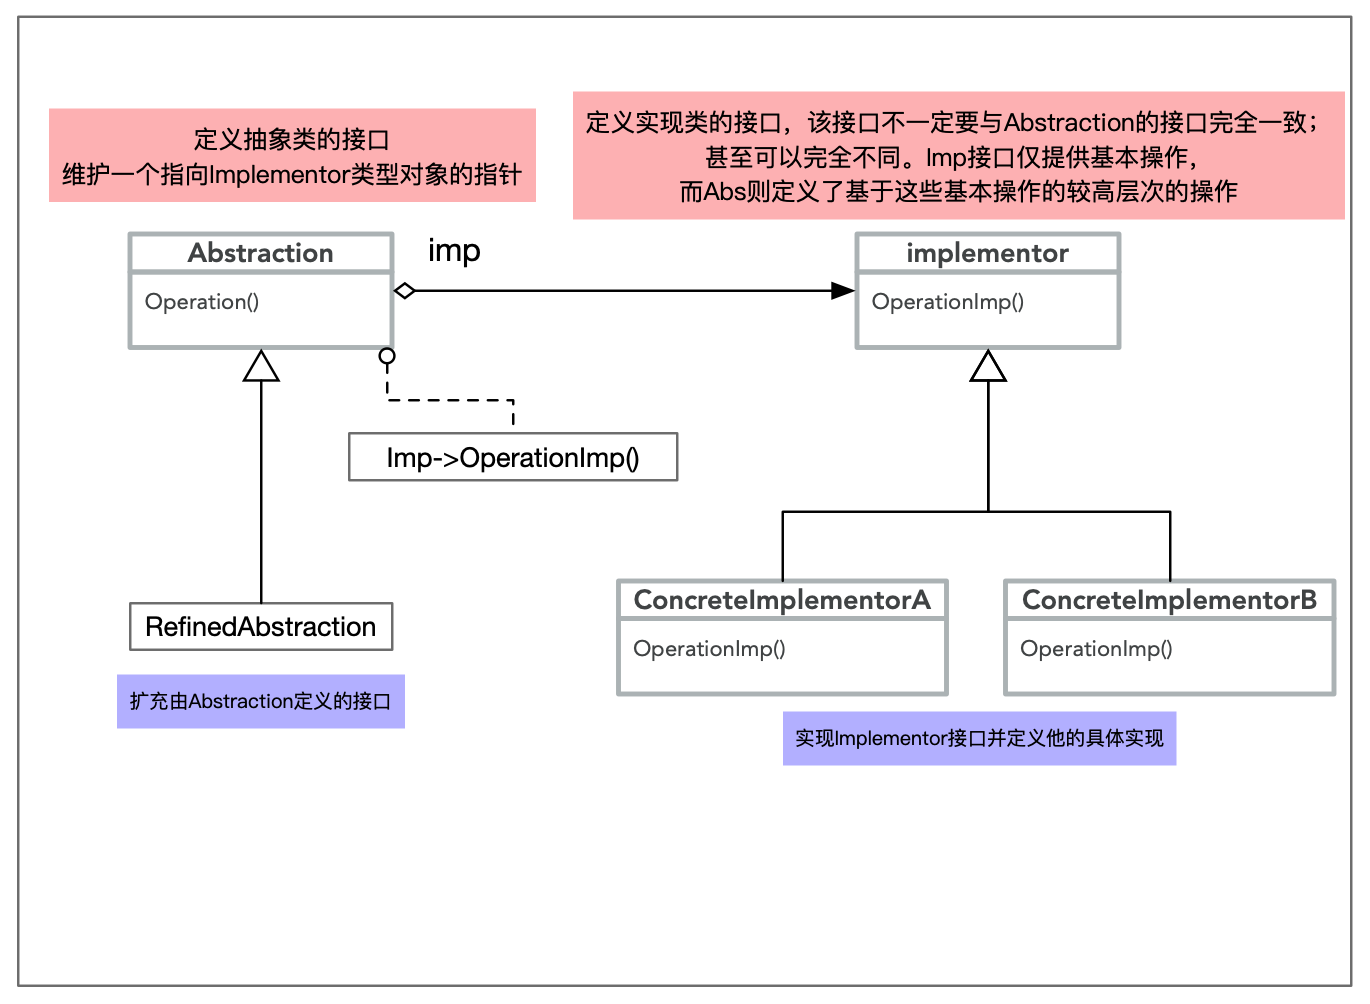 定义抽象类的接口
维护一个指向Implementor类型对象的指针
定义实现类的接口，该接口不一定要与Abstraction的接口完全一致；
甚至可以完全不同。Imp接口仅提供基本操作，
而Abs则定义了基于这些基本操作的较高层次的操作
Abstraction
Operation()
imp
implementor
OperationImp()
Imp->OperationImp()
RefinedAbstraction
扩充由Abstraction定义的接口
ConcreteImplementorA
OperationImp()
ConcreteImplementorB
OperationImp()
实现Implementor接口并定义他的具体实现